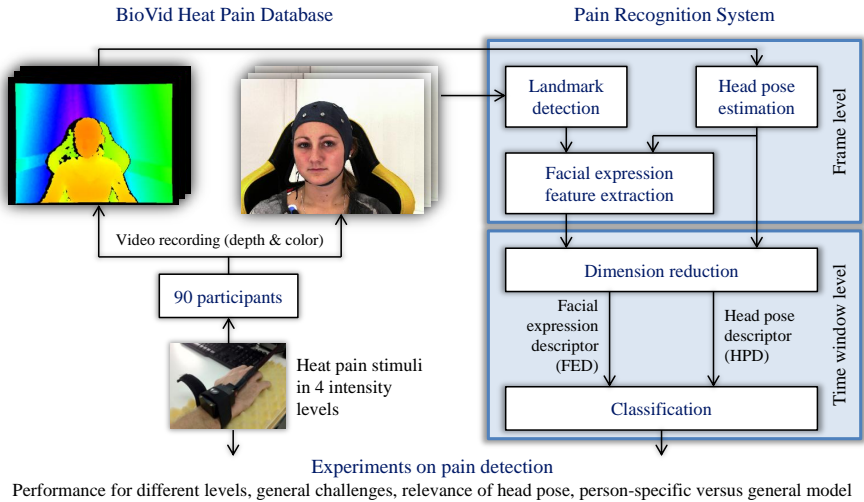 BioVid Heat Pain Database
Video recording (depth & color)
90 participants
Heat pain stimuli
in 4 intensity
levels
Pain Recognition System
Landmark
detection
Head pose
estimation
Facial expression
feature extraction
Frame level
Dimension reduction
Facial
expression
descriptor
(FED)
Head pose
descriptor
(HPD)
Classification
Time window level
Experiments on pain detection
Performance for different levels, general challenges, relevance of head pose, person-specific versus general model